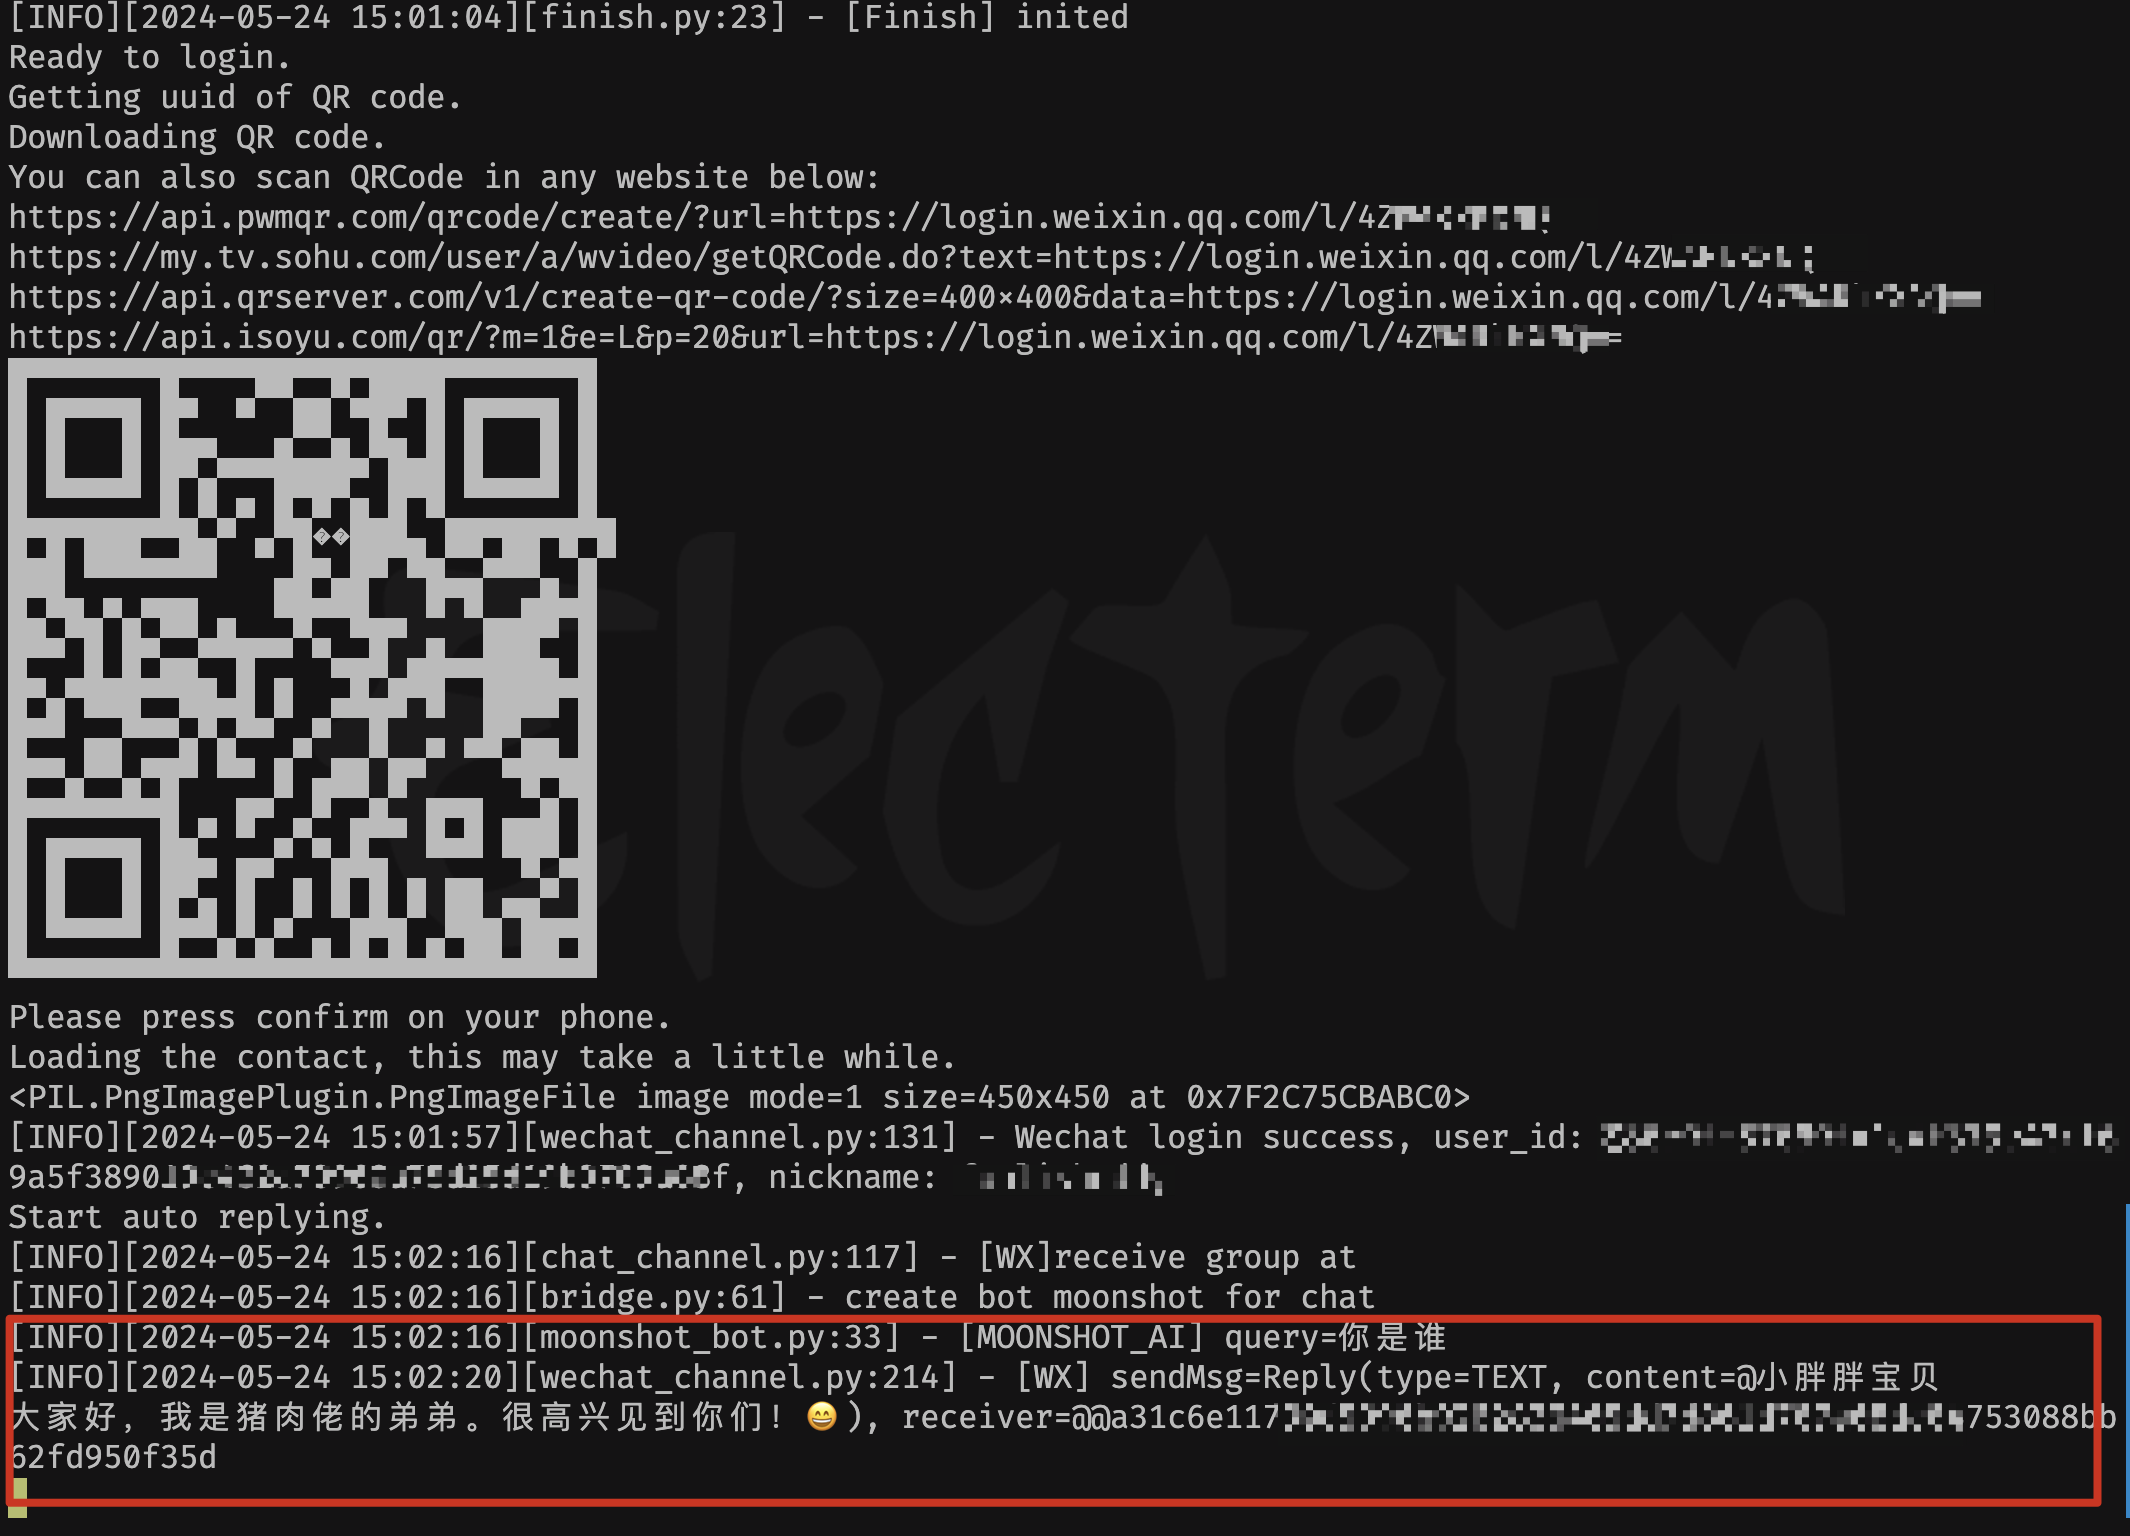 [INFO][2024-05-24 15:01:04][finish.py:23] - [Finish] inited
Ready to login.
Getting uuid of QR code.
Downloading QR code.
You can also scan QRCode in any website below:
https://api.pwmqr.com/qrcode/create/?url=https://login.weixin.qq.com/l/4Z
https://my.tv.sohu.com/user/a/wvideo/getQRCode.do?text=https://login.weixin.qq.com/l/4ZW
https://api.qrserver.com/v1/create-qr-code/?size=400×400&data=https://login.weixin.qq.com/l/4
https://api.isoyu.com/qr/?m=1&e=L&p=20&url=https://login.weixin.qq.com/l/4Z
Electerm
Please press confirm on your phone.
Loading the contact, this may take a little while.
<PIL.PngImagePlugin.PngImageFile image mode=1 size=450x450 at 0x7F2C75CBABC0>
[INFO][2024-05-24 15:01:57][wechat_channel.py:131] - Wechat login success, user_id:
9a5f3890 f, nickname:
Start auto replying.
[INFO][2024-05-24 15:02:16][chat_channel.py:117] - [WX]receive group at
[INFO][2024-05-24 15:02:16][bridge.py:61] - create bot moonshot for chat
[INFO][2024-05-24 15:02:16][moonshot_bot.py:33] - [MOONSHOT_AI] query=你是谁
[INFO][2024-05-24 15:02:20][wechat_channel.py:214] - [WX] sendMsg=Reply(type=TEXT, content=@小胖胖宝贝
大家好，我是猪肉佬的弟弟。很高兴见到你们！😄), receiver=@@a31c6e117 753088bb
62fd950f35d